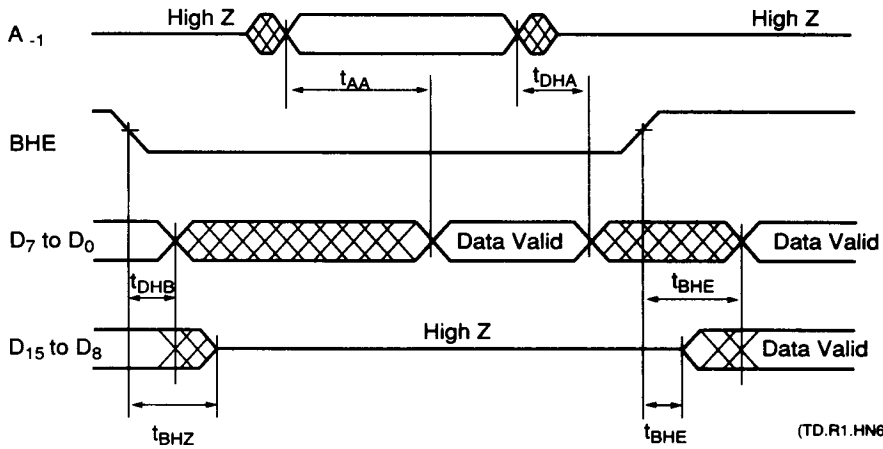 A -1 High Z High Z
tAA tDHA
BHE
D7 to D0 Data Valid Data Valid
tDHB tBHE
D15 to D8 High Z Data Valid
tBHZ tBHE (TD.R1.HN6